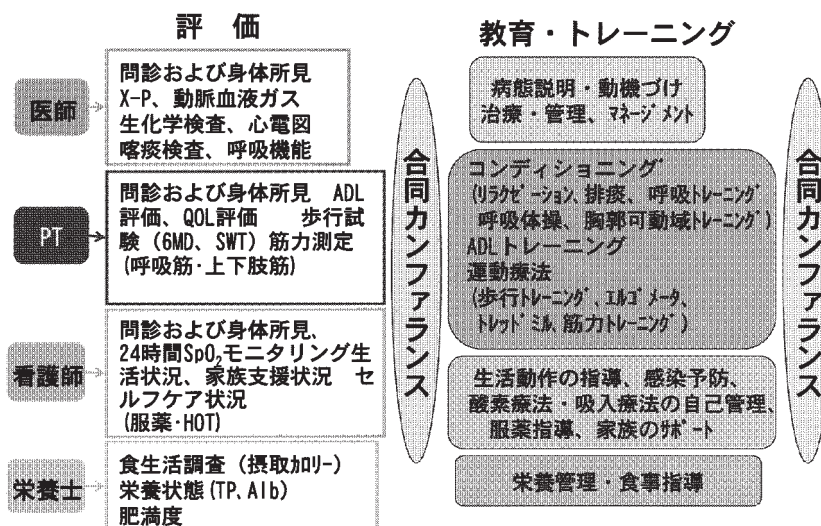 評 価
医師
問診および身体所見
X-P、動脈血液ガス
生化学検査、心電図
喀痰検査、呼吸機能
PT
問診および身体所見 ADL
評価、QOL評価 歩行試
験（6MD、SWT）筋力測定
(呼吸筋・上下肢筋)
看護師
問診および身体所見、
24時間SpO₂モニタリング生
活状況、家族支援状況 セ
ルフケア状況
(服薬・HOT)
栄養士
食生活調査（摂取ｶﾛﾘｰ）
栄養状態(TP、Alb)
肥満度
合同カンファランス
教育・トレーニング
病態説明・動機づけ
治療・管理、ﾏﾈｰｼﾞﾒﾝﾄ
コンディショニング
(ﾘﾗｸｾﾞｰｼｮﾝ、排痰、呼吸ﾄﾚｰﾆﾝｸﾞ
呼吸体操、胸郭可動域ﾄﾚｰﾆﾝｸﾞ)
ADLトレーニング
運動療法
(歩行ﾄﾚｰﾆﾝｸﾞ、ｴﾙｺﾞﾒｰﾀ、
ﾄﾚｯﾄﾞﾐﾙ、筋力ﾄﾚｰﾆﾝｸﾞ)
生活動作の指導、感染予防、
酸素療法・吸入療法の自己管理、
服薬指導、家族のｻﾎﾟｰﾄ
栄養管理・食事指導
合同カンファランス